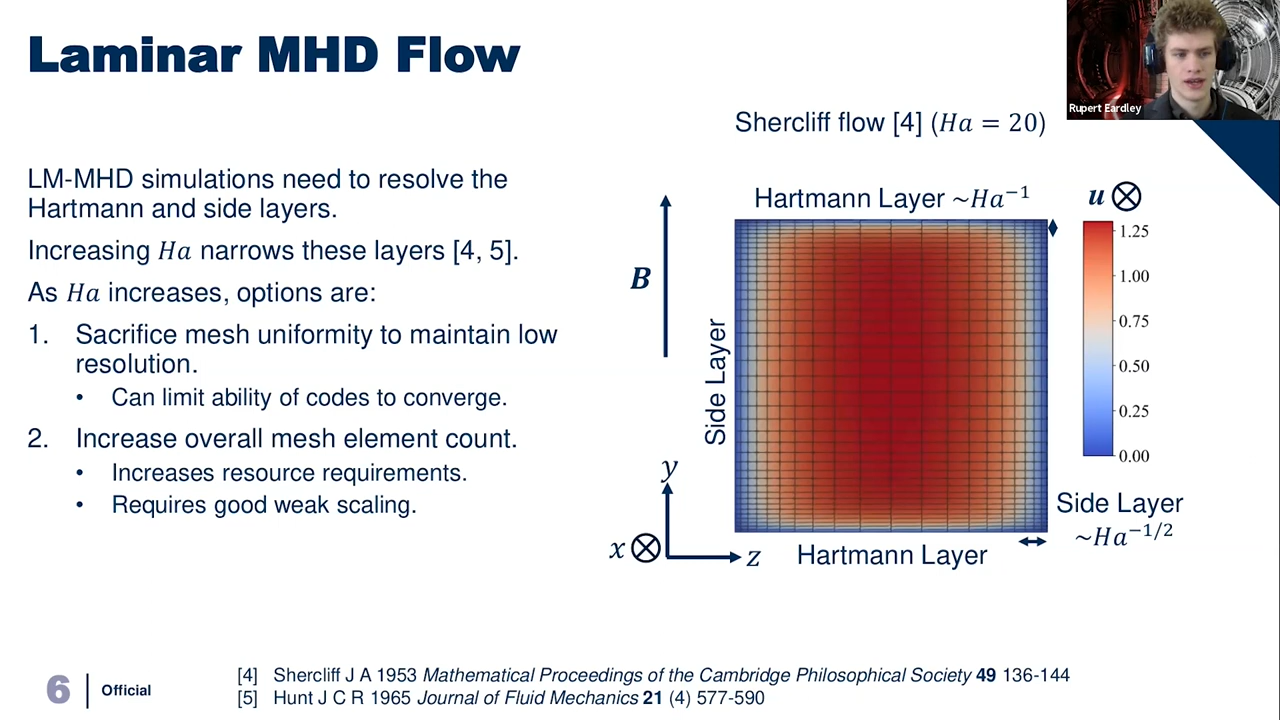 Laminar MHD Flow
Rupert Eardley
Shercliff flow [4] (Ha = 20)
LM-MHD simulations need to resolve the
Hartmann and side layers.
Increasing Ha narrows these layers [4, 5].
As Ha increases, options are:
1. Sacrifice mesh uniformity to maintain low
resolution.
• Can limit ability of codes to converge.
2. Increase overall mesh element count.
• Increases resource requirements.
• Requires good weak scaling.
Hartmann Layer ~Ha⁻¹
u ⊗
B
Side Layer
1.25
1.00
0.75
0.50
0.25
0.00
y
x ⊗
z
Hartmann Layer
Side Layer
~Ha⁻¹/²
6
Official
[4] Shercliff J A 1953 Mathematical Proceedings of the Cambridge Philosophical Society 49 136-144
[5] Hunt J C R 1965 Journal of Fluid Mechanics 21 (4) 577-590